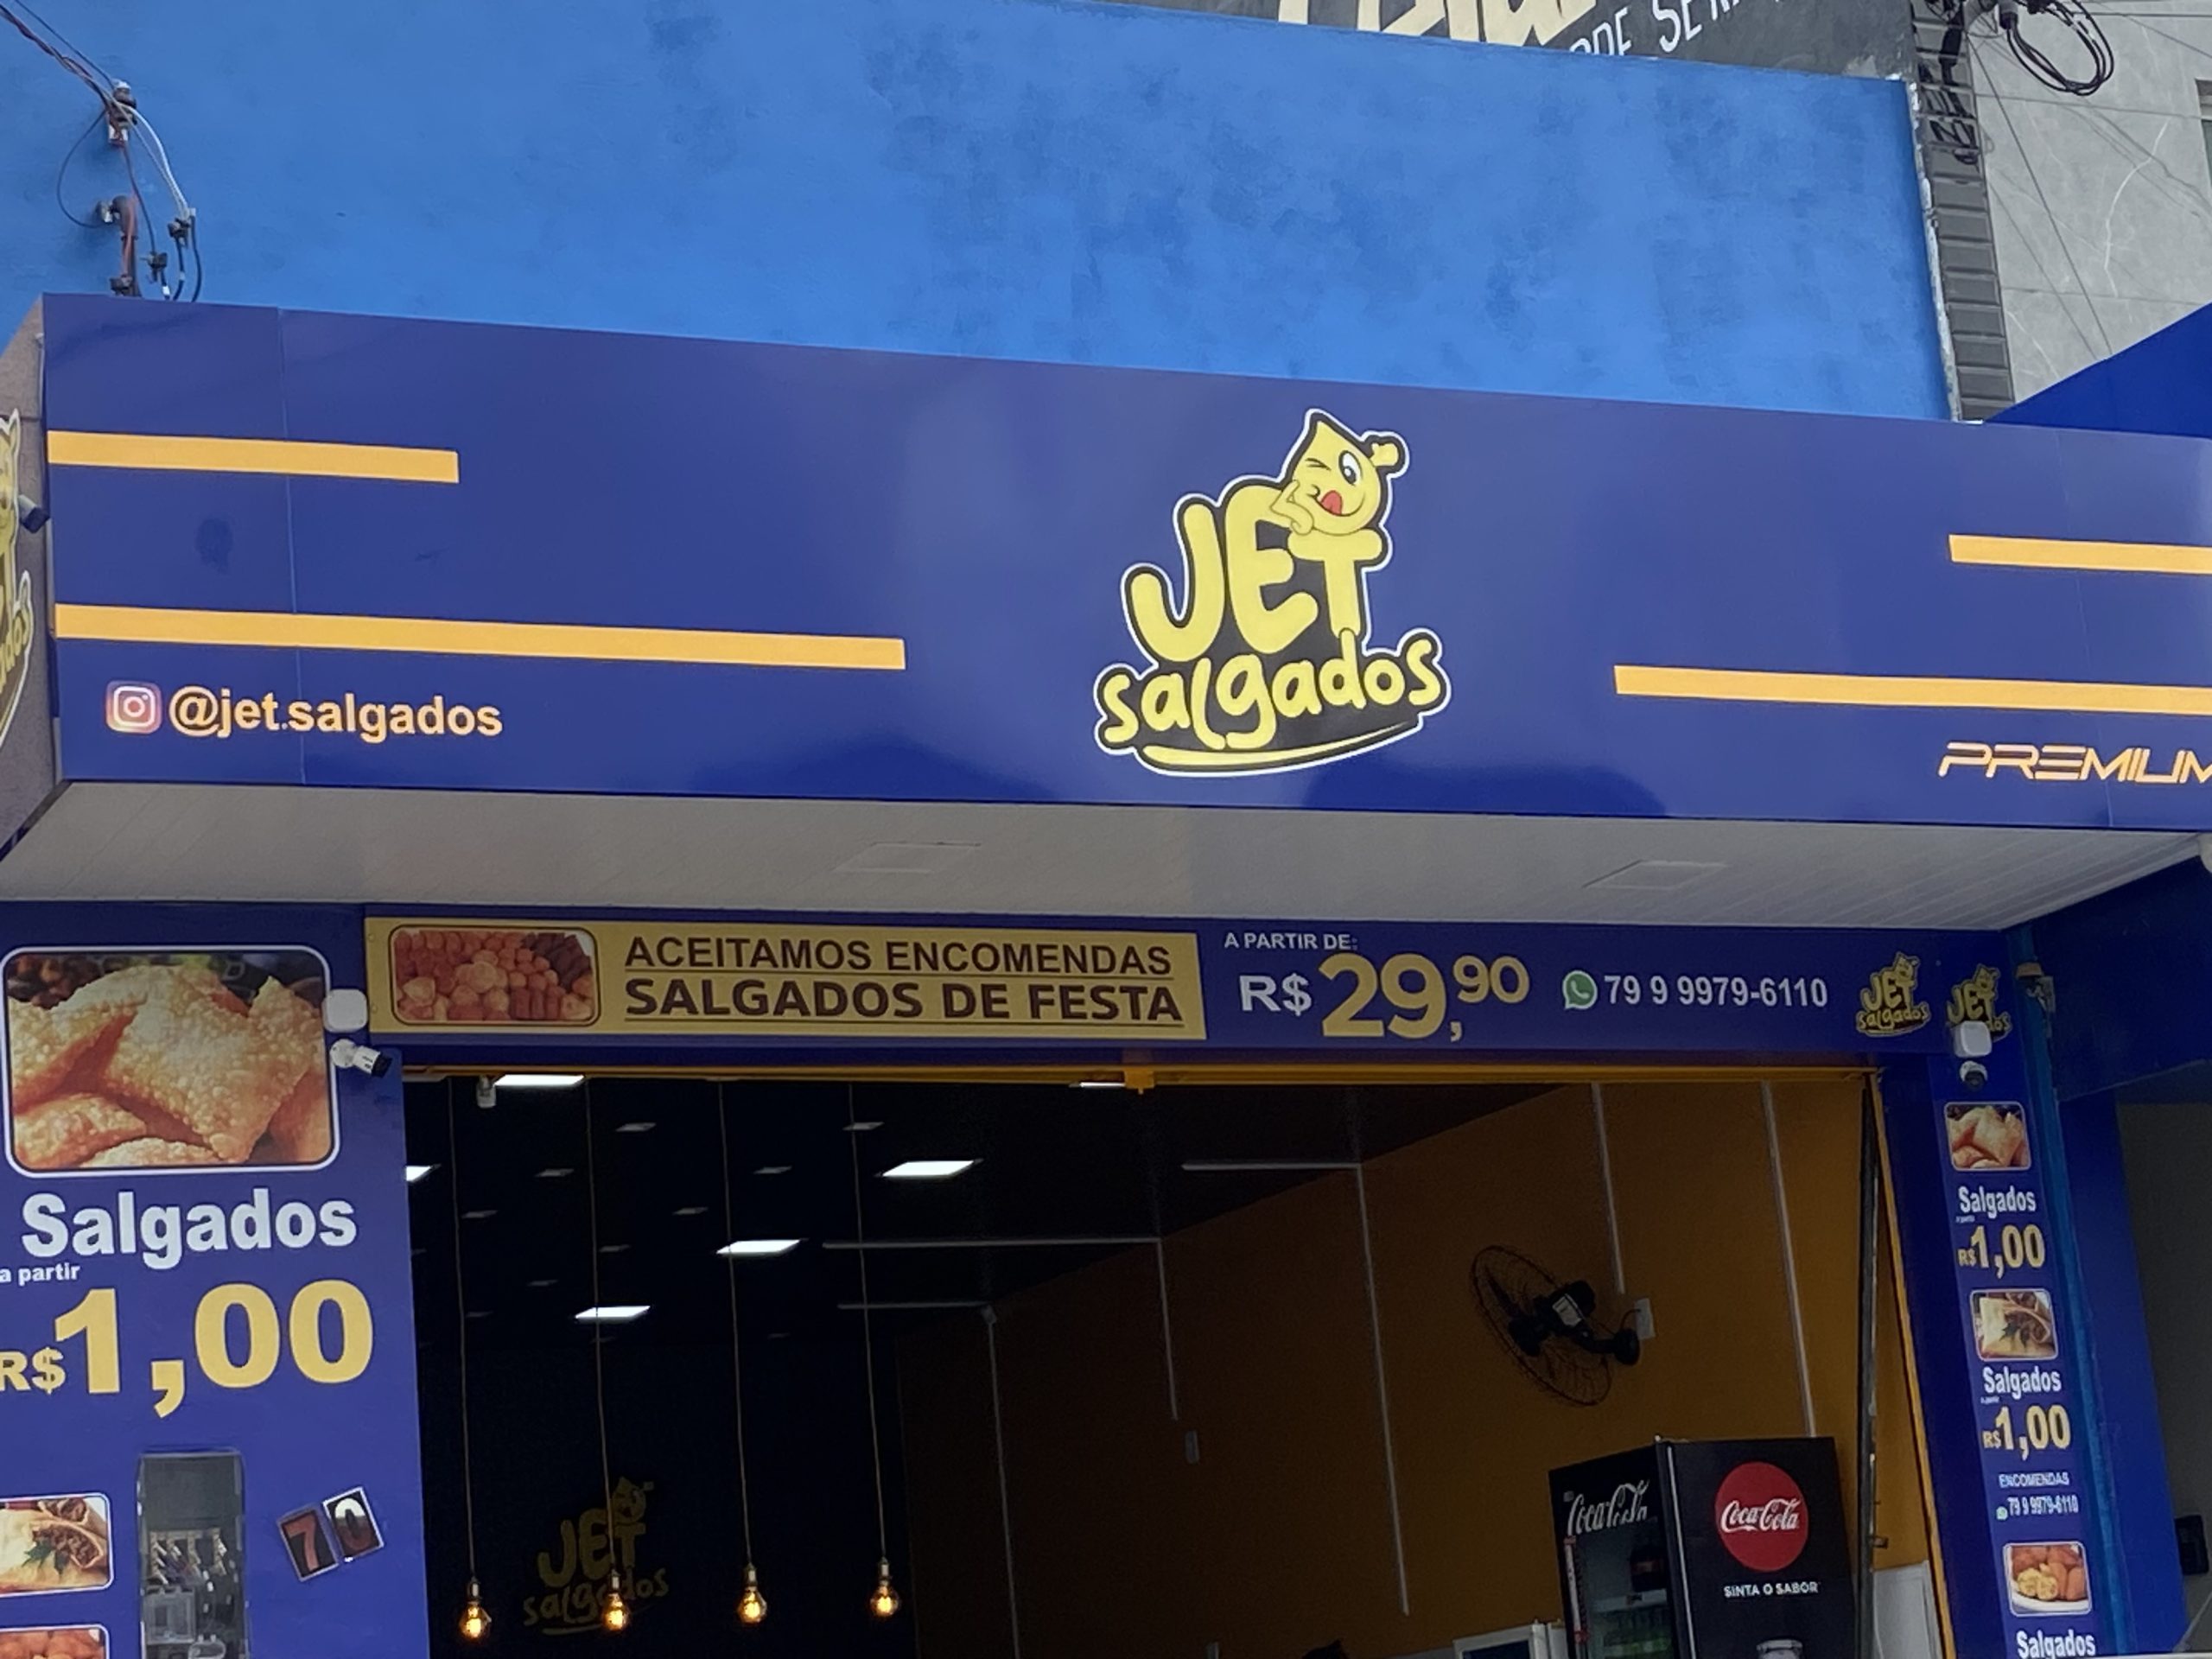 @jet.salgados
JET
salgados
PREMIUM
ACEITAMOS ENCOMENDAS
SALGADOS DE FESTA
A PARTIR DE:
R$ 29,90
79 9 9979-6110
JET
salgados
JET
salgados
Salgados
a partir
R$ 1,00
70
JET
salgados
Coca-Cola
Coca-Cola
SINTA O SABOR
Salgados
R$ 1,00
Salgados
R$ 1,00
ENCOMENDAS
79 9 9979-6110
Salgados